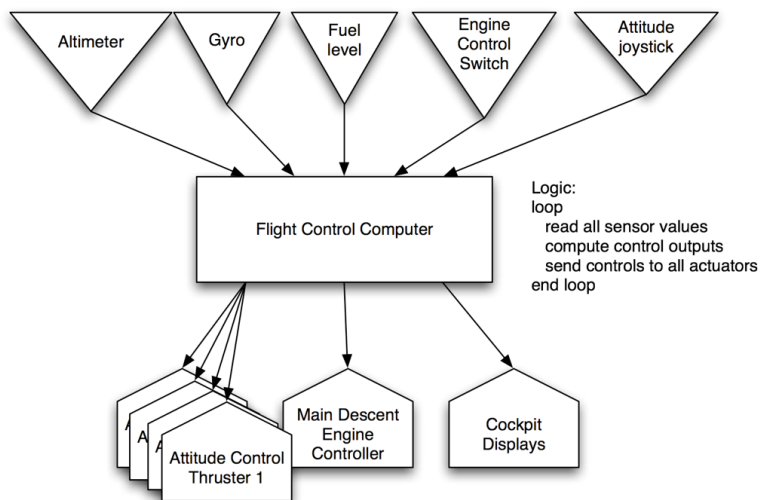 Altimeter
Gyro
Fuel
level
Engine
Control
Switch
Attitude
joystick
Flight Control Computer
Logic:
loop
read all sensor values
compute control outputs
send controls to all actuators
end loop
Attitude Control
Thruster 1
Main Descent
Engine
Controller
Cockpit
Displays